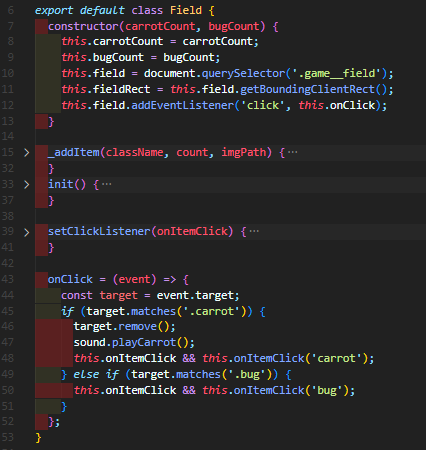 6 export default class Field {
7   constructor(carrotCount, bugCount) {
8     this.carrotCount = carrotCount;
9     this.bugCount = bugCount;
10     this.field = document.querySelector('.game__field');
11     this.fieldRect = this.field.getBoundingClientRect();
12     this.field.addEventListener('click', this.onClick);
13   }
14
15 >   _addItem(className, count, imgPath) {···
32   }
33 >   init() {···
37   }
38
39 >   setClickListener(onItemClick) {···
41   }
42
43   onClick = (event) => {
44     const target = event.target;
45     if (target.matches('.carrot')) {
46       target.remove();
47       sound.playCarrot();
48       this.onItemClick && this.onItemClick('carrot');
49     } else if (target.matches('.bug')) {
50       this.onItemClick && this.onItemClick('bug');
51     }
52   };
53 }